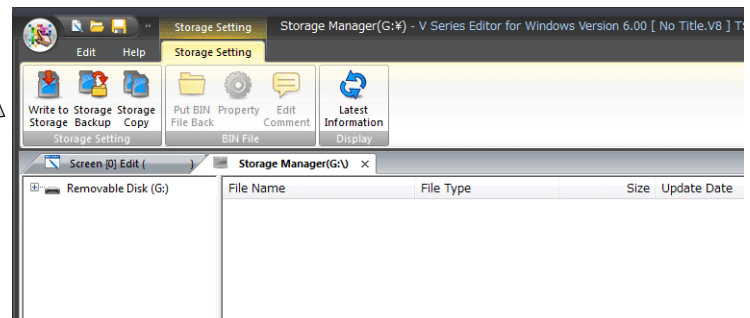 Storage Setting Storage Manager(G:¥) - V Series Editor for Windows Version 6.00 [ No Title.V8 ] TS
Edit Help Storage Setting
Write to Storage Storage Put BIN Property Edit Latest
Storage Backup Copy File Back Comment Information
Storage Setting BIN File Display
Screen [0] Edit ( ) Storage Manager(G:\) ×
Removable Disk (G:) File Name File Type Size Update Date